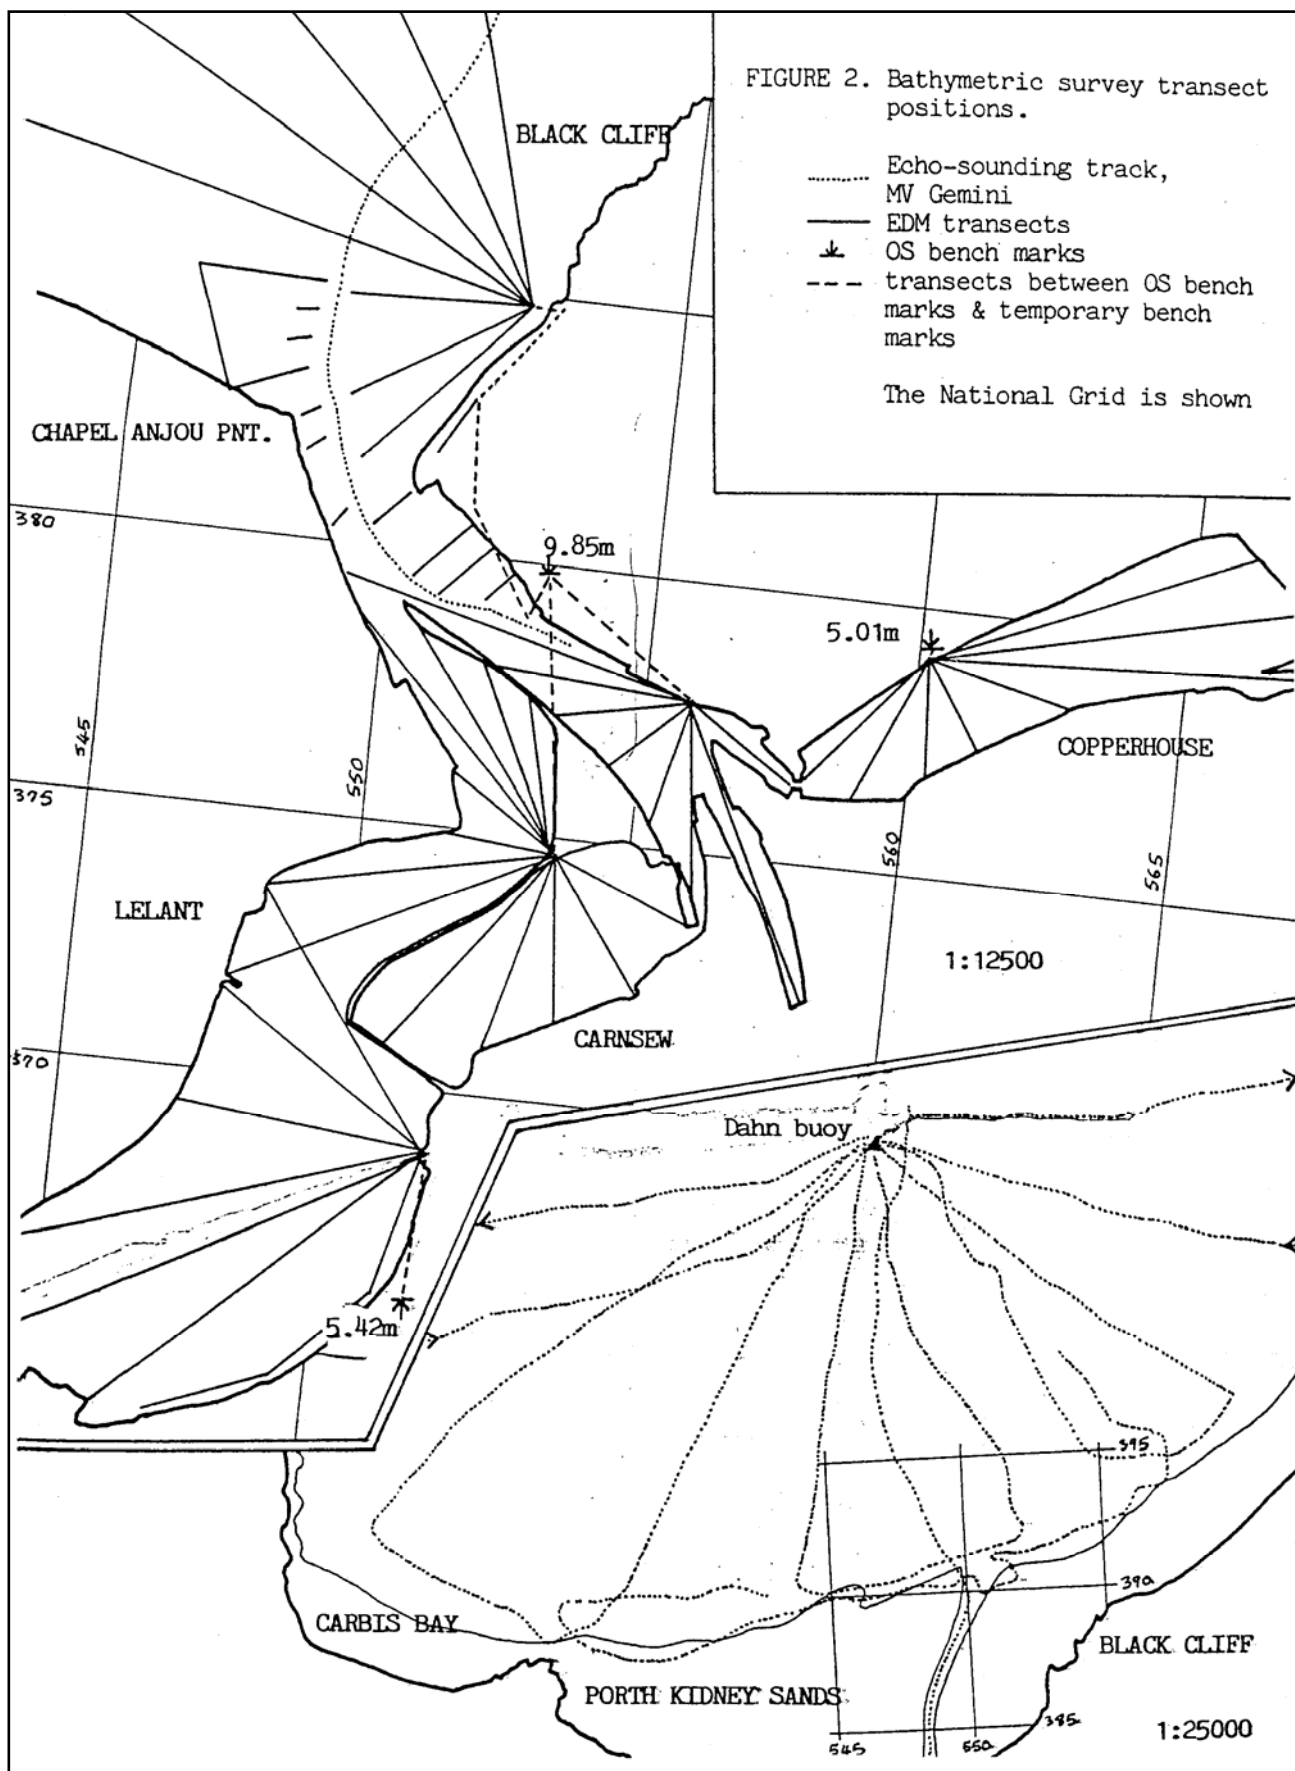 FIGURE 2. Bathymetric survey transect
positions.
Echo-sounding track,
MV Gemini
EDM transects
OS bench marks
transects between OS bench
marks & temporary bench
marks
The National Grid is shown
BLACK CLIFF
CHAPEL ANJOU PNT.
380
9.85m
5.01m
545
550
COPPERHOUSE
375
560
565
LELANT
1:12500
CARNSEW
370
Dahn buoy
5.42m
395
390
CARBIS BAY
BLACK CLIFF
PORTH KIDNEY SANDS
385
1:25000
545
550